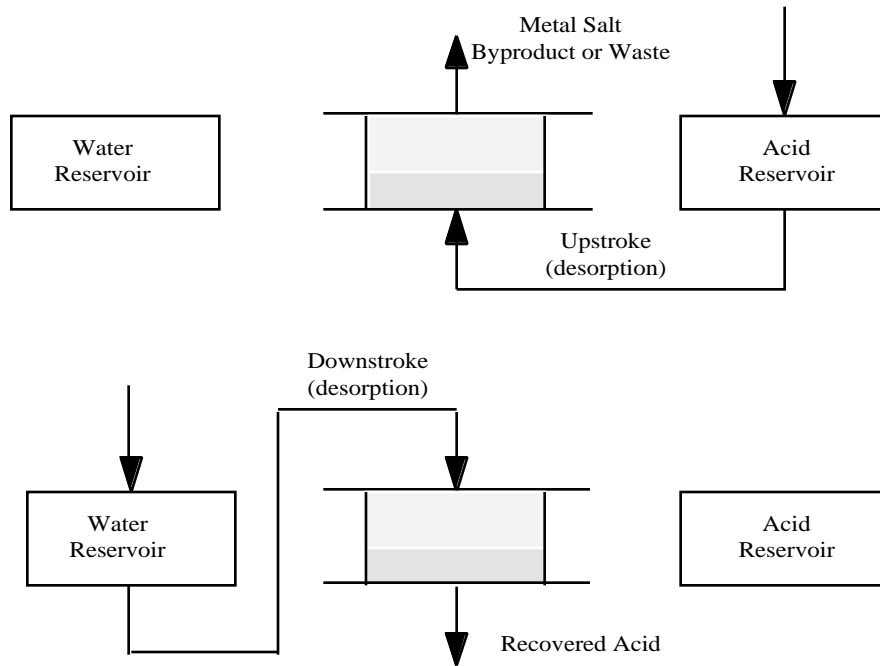 Metal Salt
Byproduct or Waste
Water
Reservoir
Acid
Reservoir
Upstroke
(desorption)
Downstroke
(desorption)
Water
Reservoir
Acid
Reservoir
Recovered Acid